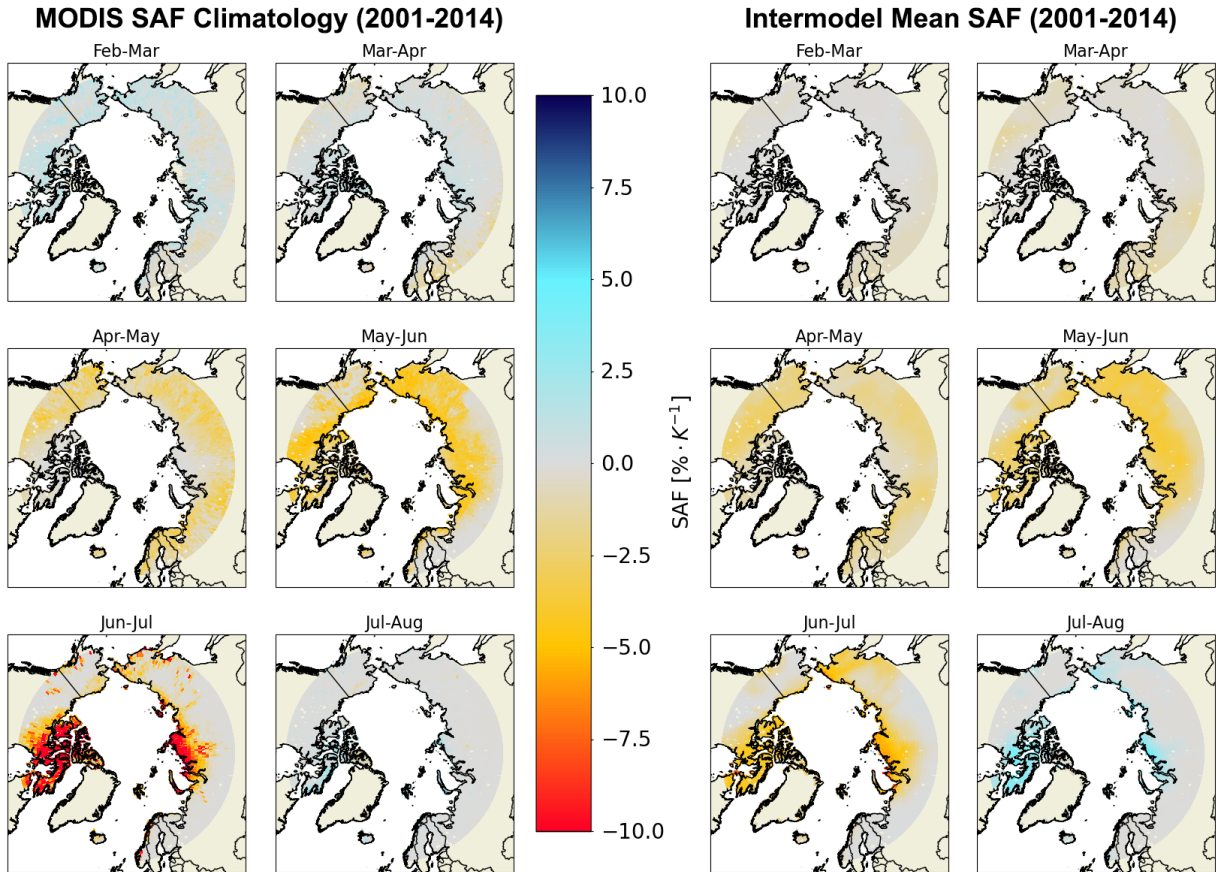 MODIS SAF Climatology (2001-2014)
Intermodel Mean SAF (2001-2014)
Feb-Mar
Mar-Apr
Feb-Mar
Mar-Apr
10.0
7.5
5.0
2.5
0.0
−2.5
−5.0
−7.5
−10.0
SAF [% · K⁻¹]
Apr-May
May-Jun
Apr-May
May-Jun
Jun-Jul
Jul-Aug
Jun-Jul
Jul-Aug